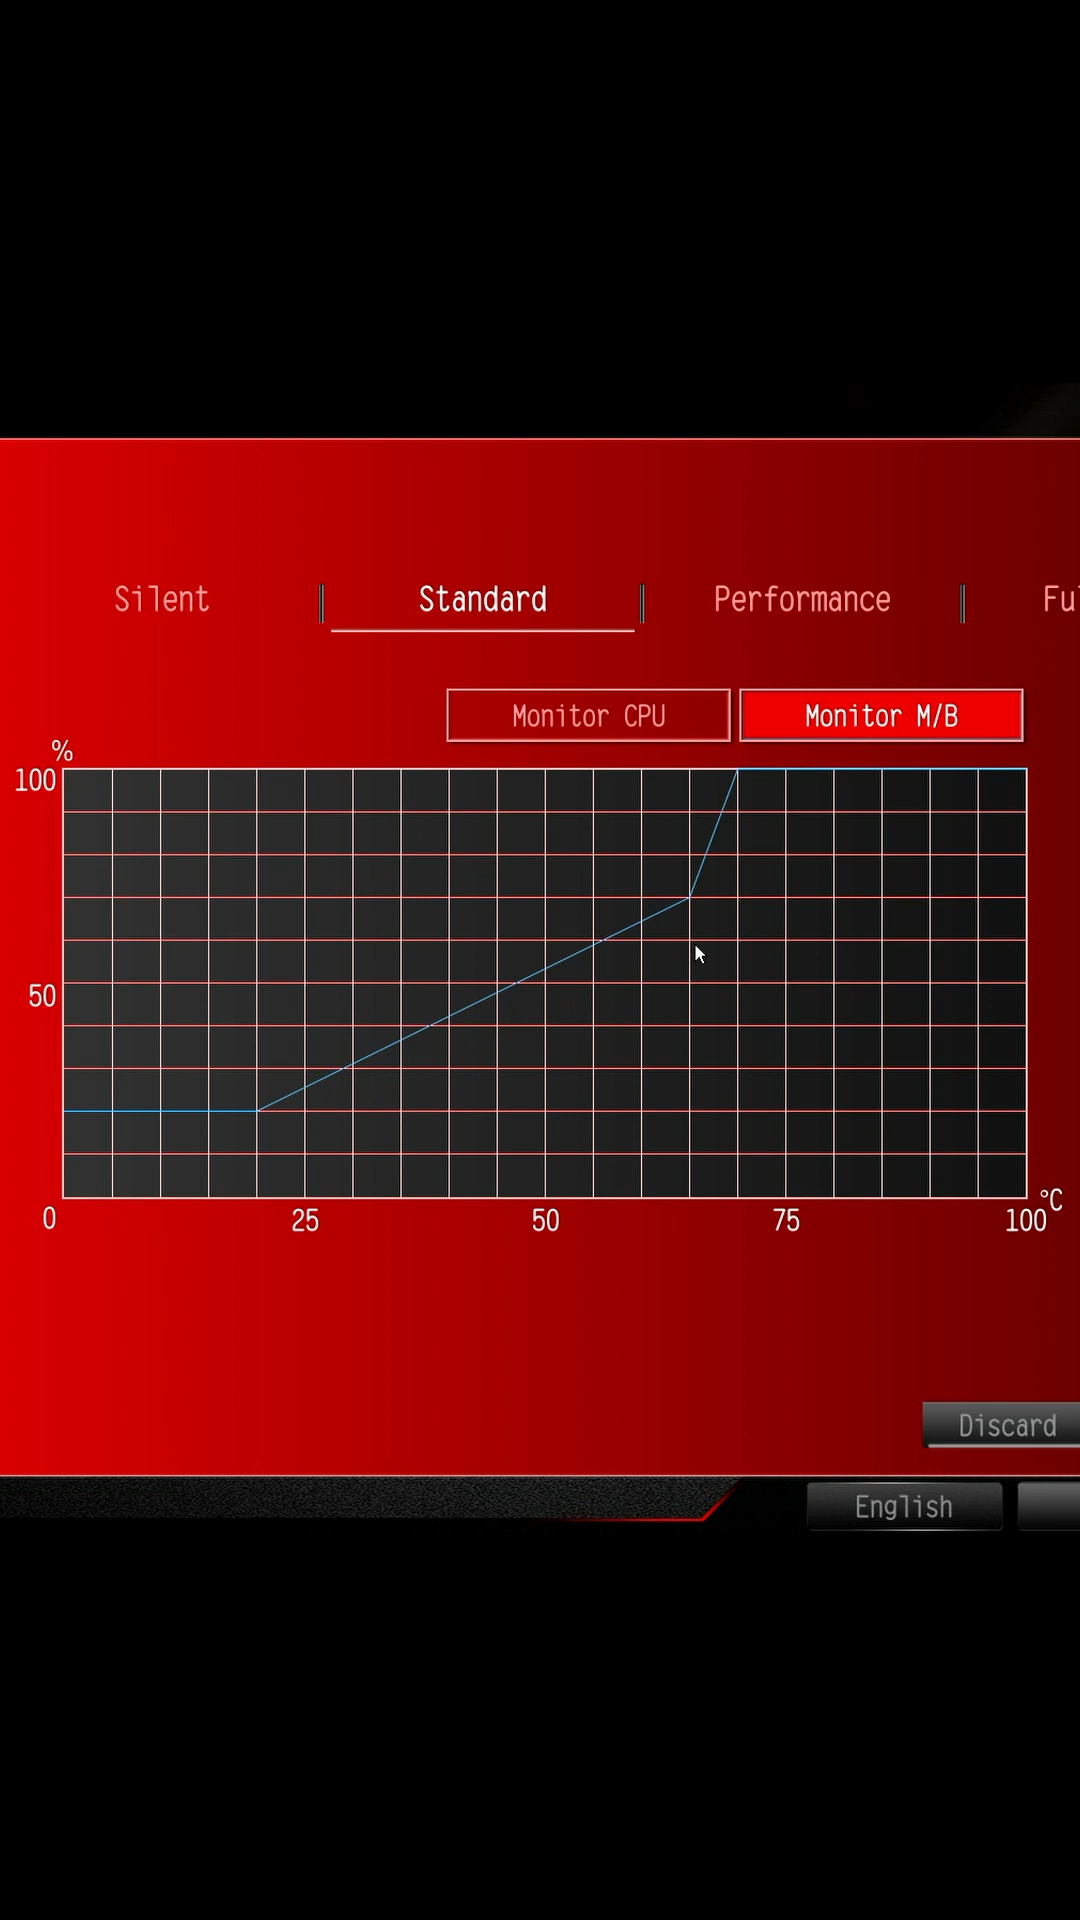 Silent
Standard
Performance
Monitor CPU
Monitor M/B
%
100
50
0
25
50
75
100
°C
Discard
English